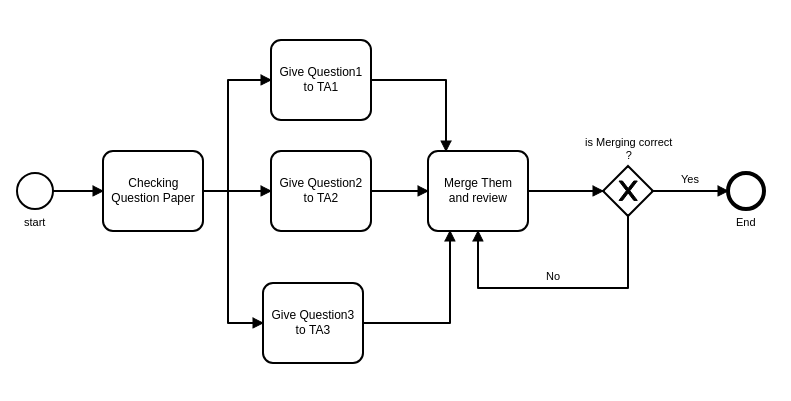 start
Checking
Question Paper
Give Question1
to TA1
Give Question2
to TA2
Give Question3
to TA3
Merge Them
and review
is Merging correct
?
Yes
No
End